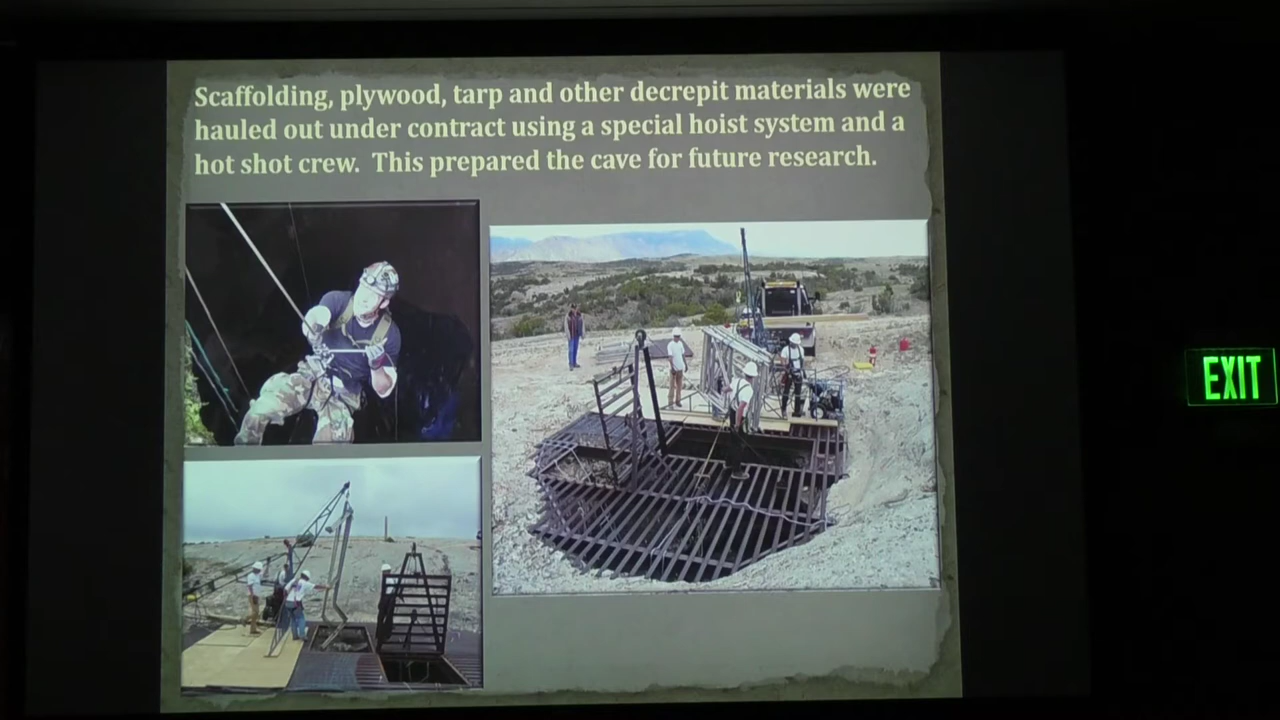 Scaffolding, plywood, tarp and other decrepit materials were
hauled out under contract using a special hoist system and a
hot shot crew.  This prepared the cave for future research.
EXIT